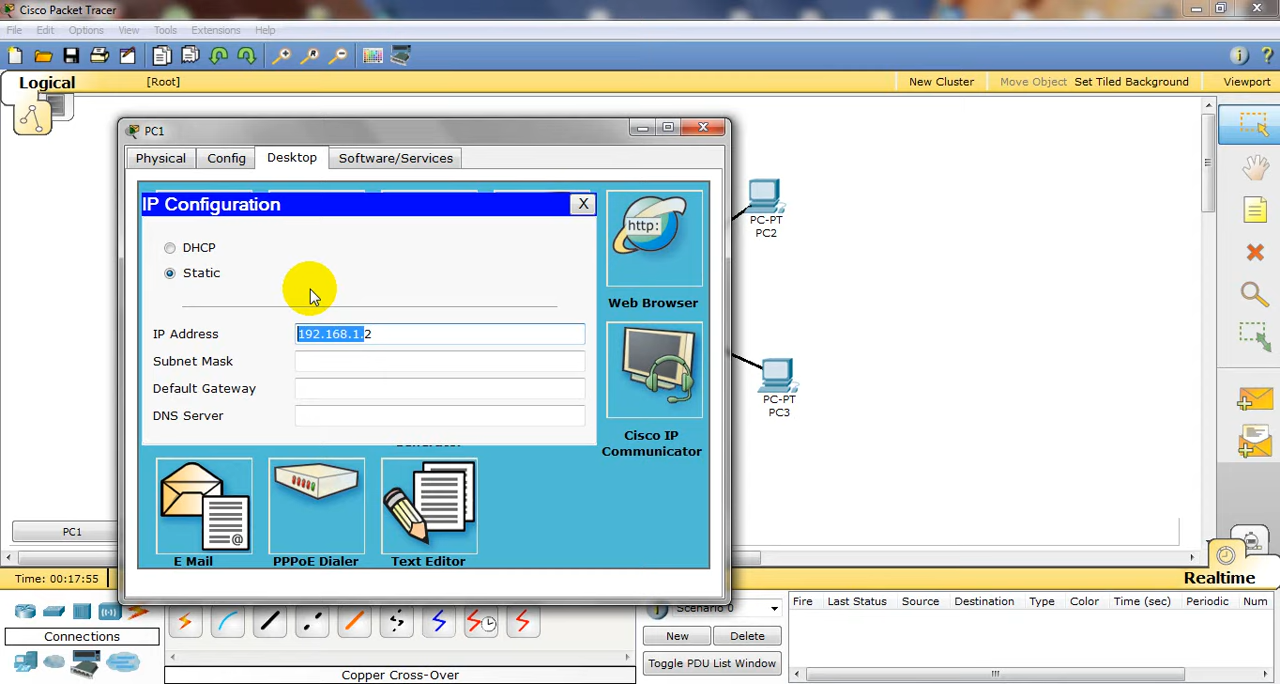 Cisco Packet Tracer
File Edit Options View Tools Extensions Help
Logical [Root] New Cluster Move Object Set Tiled Background Viewport
PC1
Physical Config Desktop Software/Services
IP Configuration X
http:
DHCP
Static
PC-PT
PC2
Web Browser
IP Address 192.168.1.2
Subnet Mask
Default Gateway
DNS Server
PC-PT
PC3
Cisco IP
Communicator
@
E Mail PPPoE Dialer Text Editor
PC1
Time: 00:17:55
Realtime
Scenario 0
Fire Last Status Source Destination Type Color Time (sec) Periodic Num
Connections
New Delete
Toggle PDU List Window
Copper Cross-Over